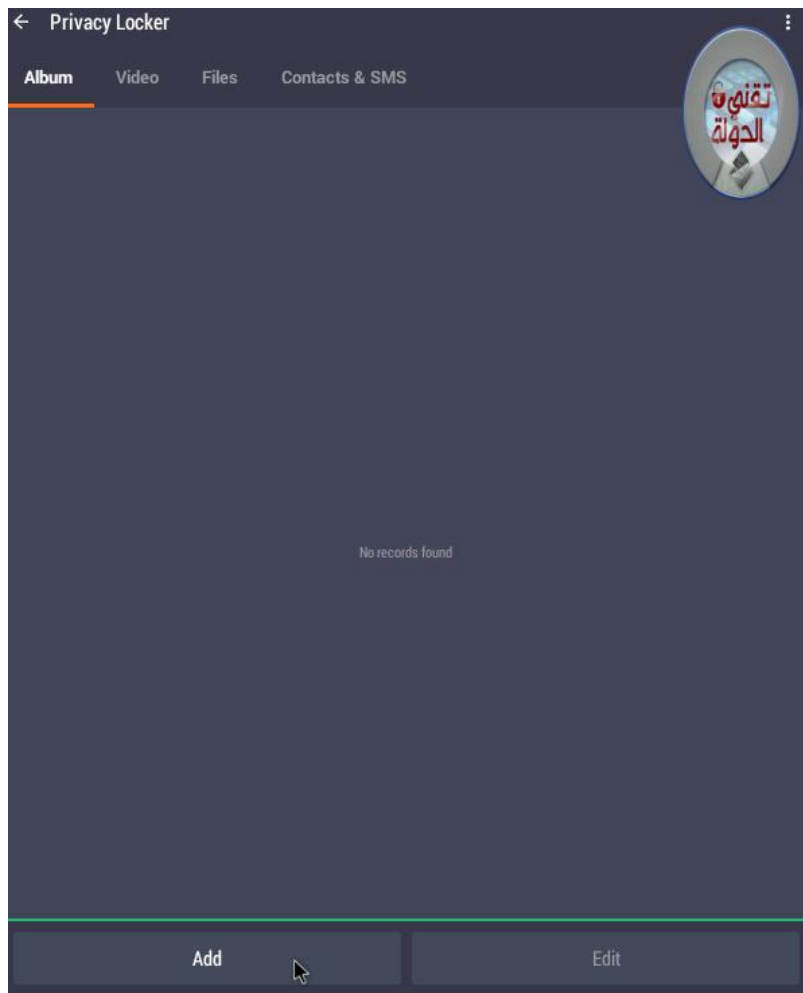 Privacy Locker
Album Video Files Contacts & SMS
تقني
الدولة
No records found
Add Edit